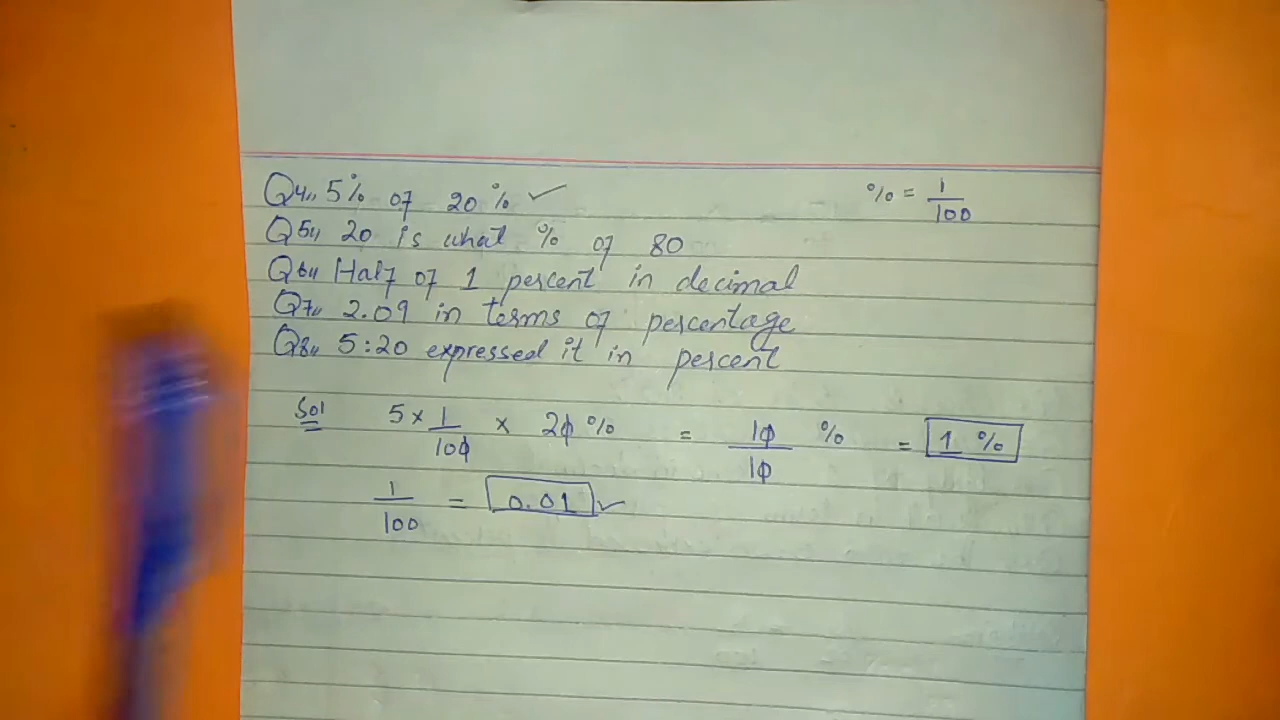 Q4,, 5% of 20% ✓
% = 1/100
Q5,, 20 is what % of 80
Q6,, Half of 1 percent in decimal
Q7,, 2.09 in terms of percentage
Q8,, 5:20 expressed it in percent
Sol 5 × 1/100 × 20% = 10/10 % = 1 %
1/100 = 0.01 ✓